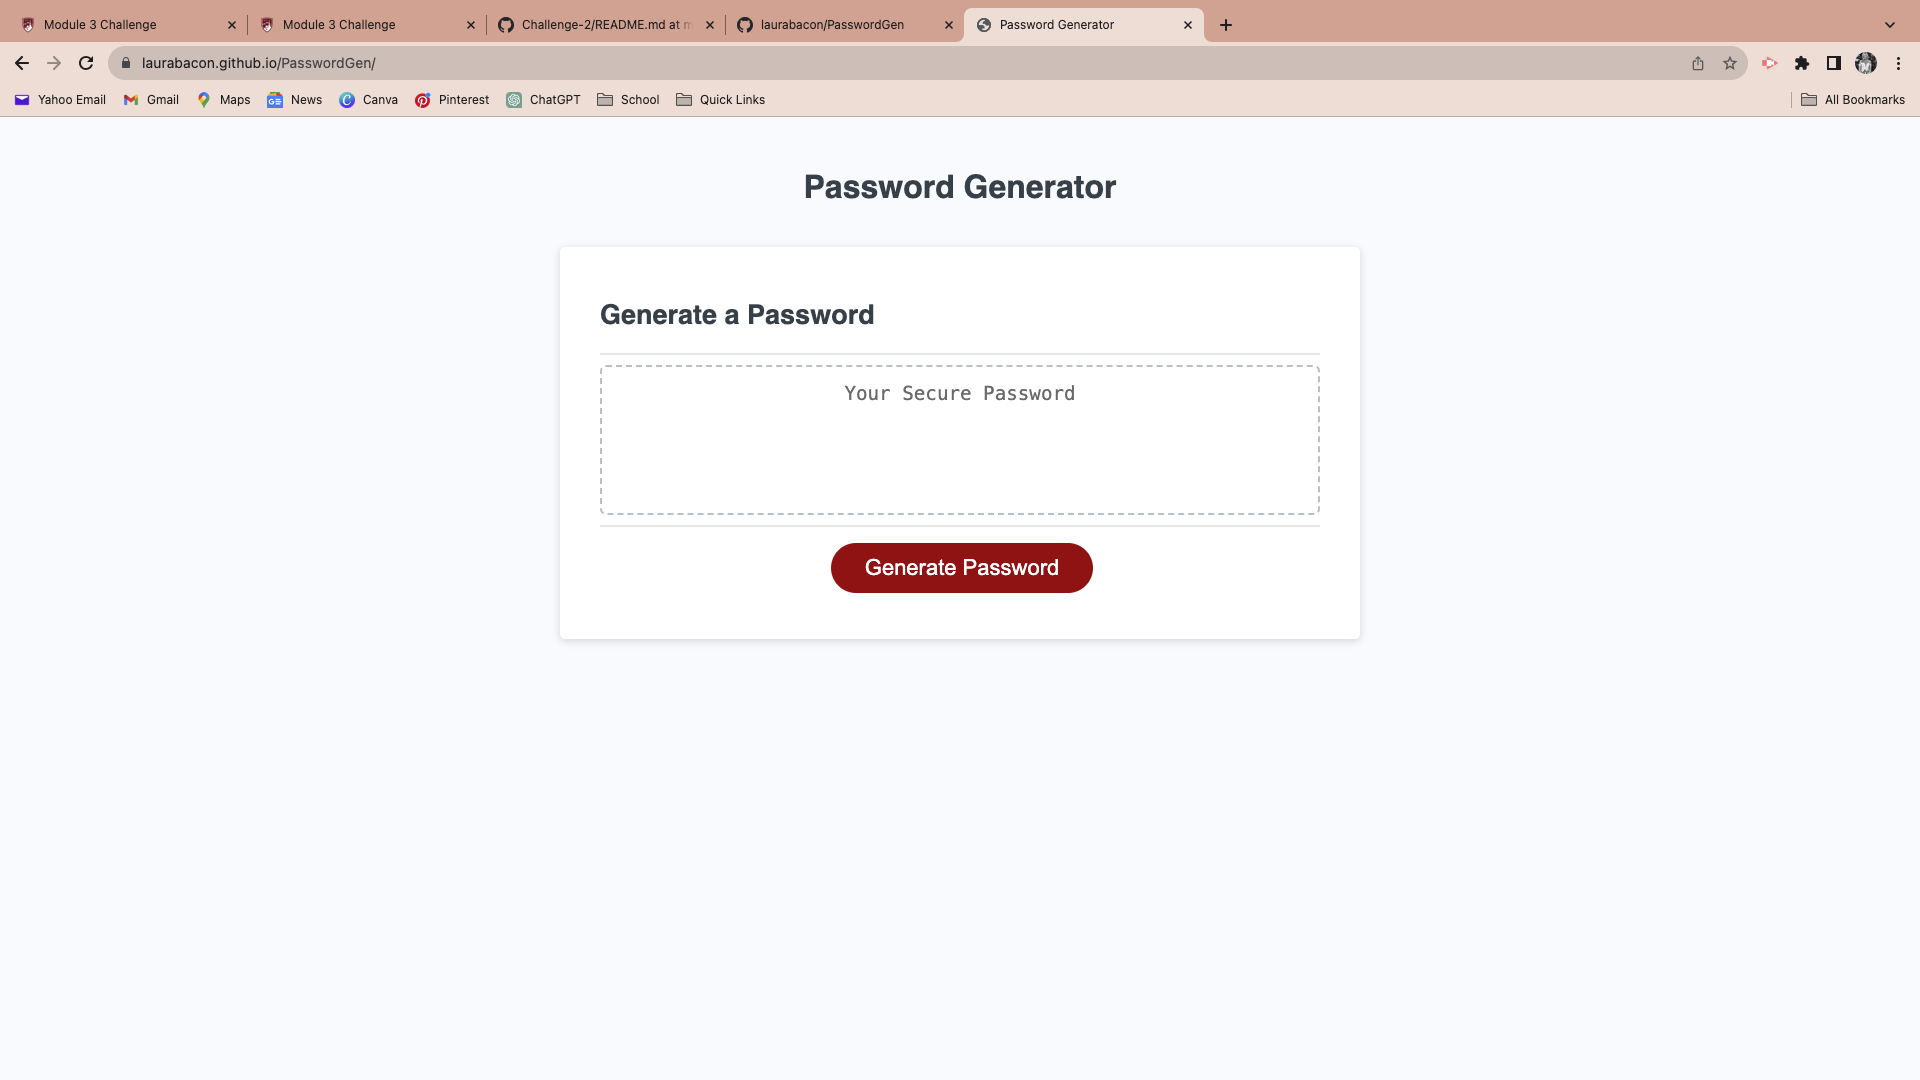 Module 3 Challenge
Module 3 Challenge
Challenge-2/README.md at
laurabacon/PasswordGen
Password Generator
laurabacon.github.io/PasswordGen/
Yahoo Email
Gmail
Maps
News
Canva
Pinterest
ChatGPT
School
Quick Links
All Bookmarks
Password Generator
Generate a Password
Your Secure Password
Generate Password